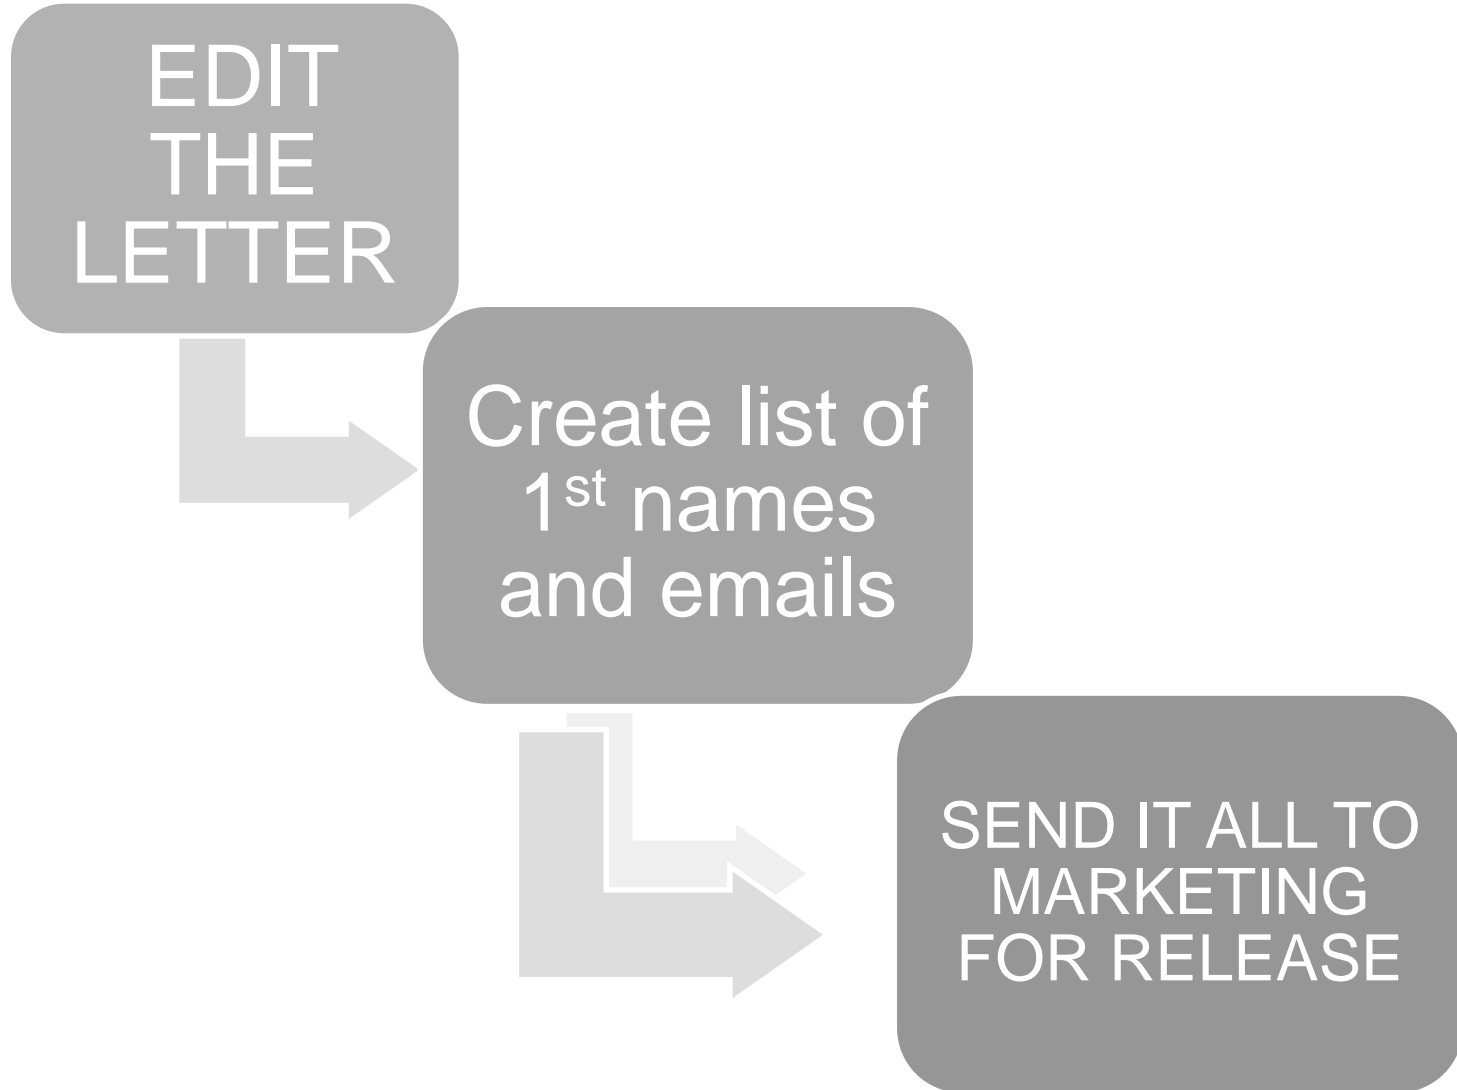 EDIT
THE
LETTER
Create list of
1st names
and emails
SEND IT ALL TO
MARKETING
FOR RELEASE